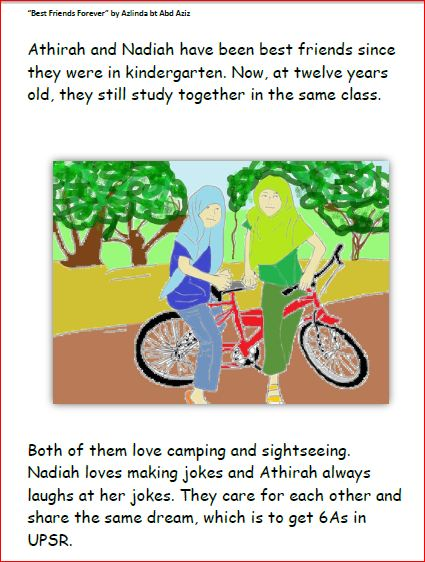 "Best Friends Forever" by Azlinda bt Abd Aziz
Athirah and Nadiah have been best friends since
they were in kindergarten. Now, at twelve years
old, they still study together in the same class.
Both of them love camping and sightseeing.
Nadiah loves making jokes and Athirah always
laughs at her jokes. They care for each other and
share the same dream, which is to get 6As in
UPSR.